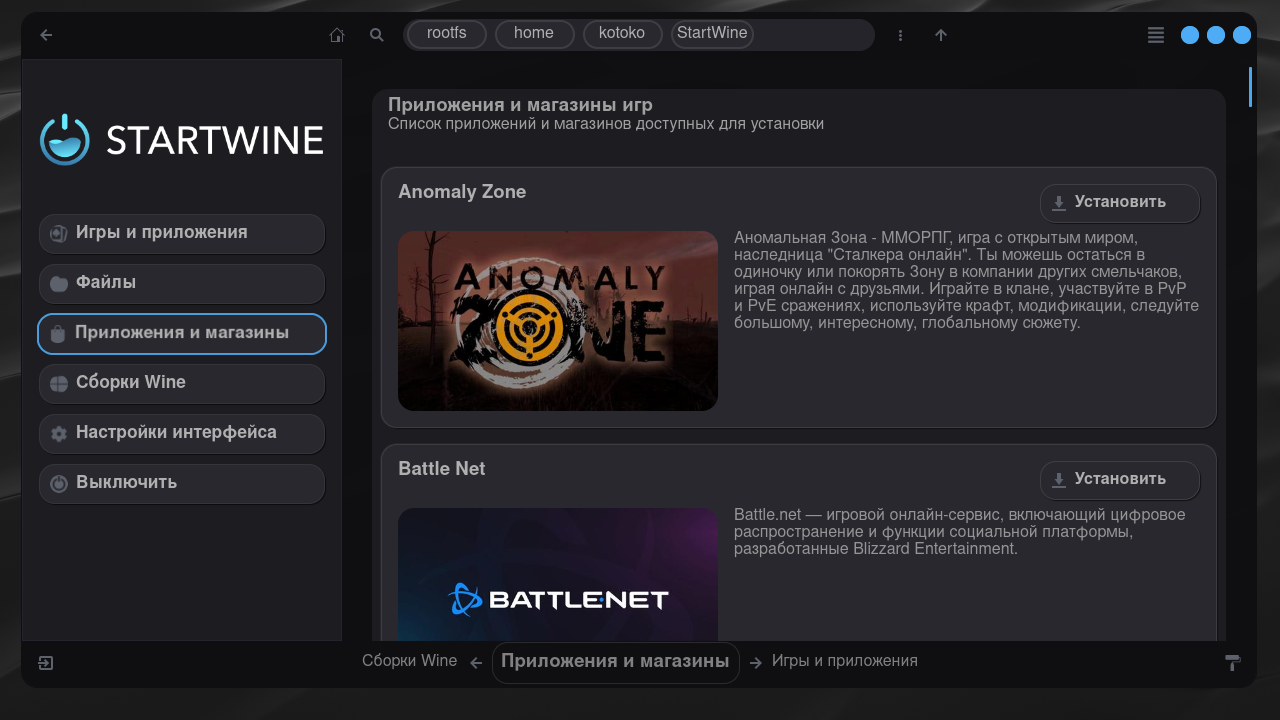 rootfs
home
kotoko
StartWine
STARTWINE
Игры и приложения
Файлы
Приложения и магазины
Сборки Wine
Настройки интерфейса
Выключить
Приложения и магазины игр
Список приложений и магазинов доступных для установки
Anomaly Zone
Установить
ANOMALY
ZONE
Аномальная Зона - ММОРПГ, игра с открытым миром,
наследница "Сталкера онлайн". Ты можешь остаться в
одиночку или покорять Зону в компании других смельчаков,
играя онлайн с друзьями. Играйте в клане, участвуйте в PvP
и PvE сражениях, используйте крафт, модификации, следуйте
большому, интересному, глобальному сюжету.
Battle Net
Установить
BATTLE.NET
Battle.net — игровой онлайн-сервис, включающий цифровое
распространение и функции социальной платформы,
разработанные Blizzard Entertainment.
Сборки Wine
Приложения и магазины
Игры и приложения